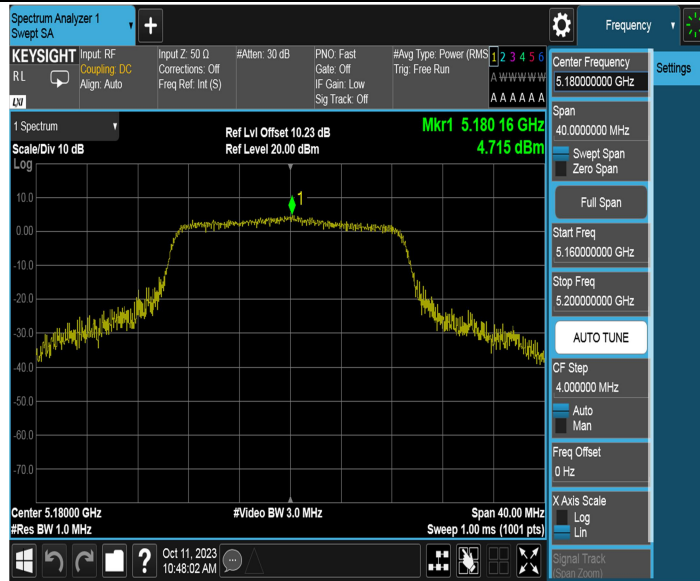 Spectrum Analyzer 1
Swept SA
+
Frequency
KEYSIGHT
RL
LXI
Input: RF
Coupling: DC
Align: Auto
Input Z: 50 Ω
Corrections: Off
Freq Ref: Int (S)
#Atten: 30 dB
PNO: Fast
Gate: Off
IF Gain: Low
Sig Track: Off
#Avg Type: Power (RMS
Trig: Free Run
1 2 3 4 5 6
A W W W W W
A A A A A A
Center Frequency
5.180000000 GHz
Settings
Span
40.0000000 MHz
Swept Span
Zero Span
Full Span
Start Freq
5.160000000 GHz
Stop Freq
5.200000000 GHz
AUTO TUNE
CF Step
4.000000 MHz
Auto
Man
Freq Offset
0 Hz
X Axis Scale
Log
Lin
Signal Track
(Span Zoom)
1 Spectrum
Scale/Div 10 dB
Log
Ref Lvl Offset 10.23 dB
Ref Level 20.00 dBm
Mkr1 5.180 16 GHz
4.715 dBm
1
10.0
0.00
-10.0
-20.0
-30.0
-40.0
-50.0
-60.0
-70.0
Center 5.18000 GHz
#Res BW 1.0 MHz
#Video BW 3.0 MHz
Span 40.00 MHz
Sweep 1.00 ms (1001 pts)
?
Oct 11, 2023
10:48:02 AM